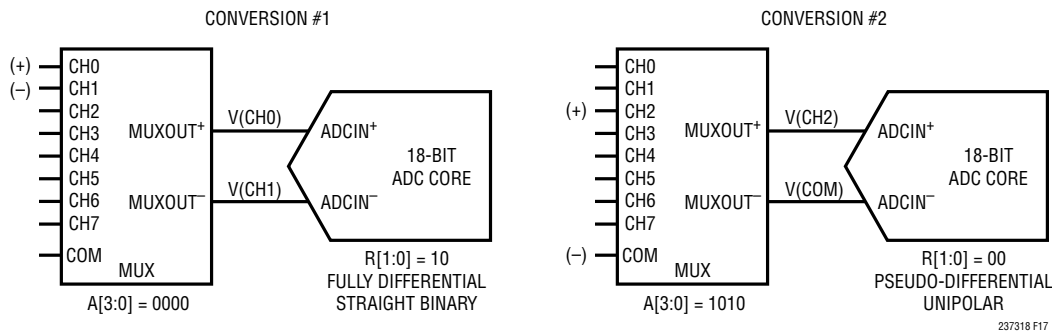 CONVERSION #1
(+)
(–)
CH0
CH1
CH2
CH3
CH4
CH5
CH6
CH7
COM
MUXOUT+
MUXOUT–
MUX
A[3:0] = 0000
V(CH0)
V(CH1)
ADCIN+
ADCIN–
18-BIT
ADC CORE
R[1:0] = 10
FULLY DIFFERENTIAL
STRAIGHT BINARY
CONVERSION #2
(+)
(–)
CH0
CH1
CH2
CH3
CH4
CH5
CH6
CH7
COM
MUXOUT+
MUXOUT–
MUX
A[3:0] = 1010
V(CH2)
V(COM)
ADCIN+
ADCIN–
18-BIT
ADC CORE
R[1:0] = 00
PSEUDO-DIFFERENTIAL
UNIPOLAR
237318 F17